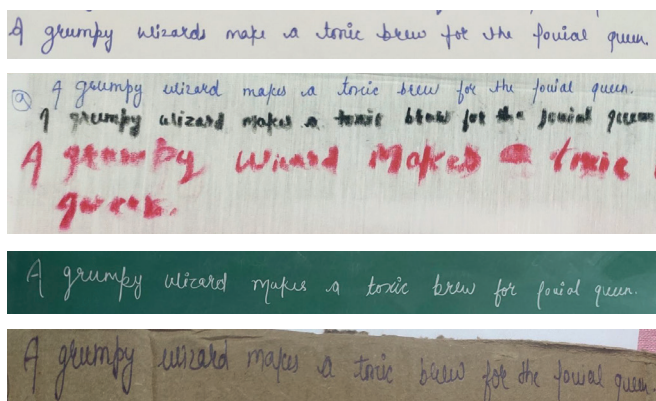 A grumpy wizards make a tonic brew for the jovial queen.
a A grumpy wizard makes a toxic brew for the jovial queen.
A grumpy wizard makes a toxic brew for the jovial queen
A grumpy wizard Makes a toxic
queen.
A grumpy wizard makes a toxic brew for jovial queen.
A grumpy wizard makes a toxic brew for the jovial queen.